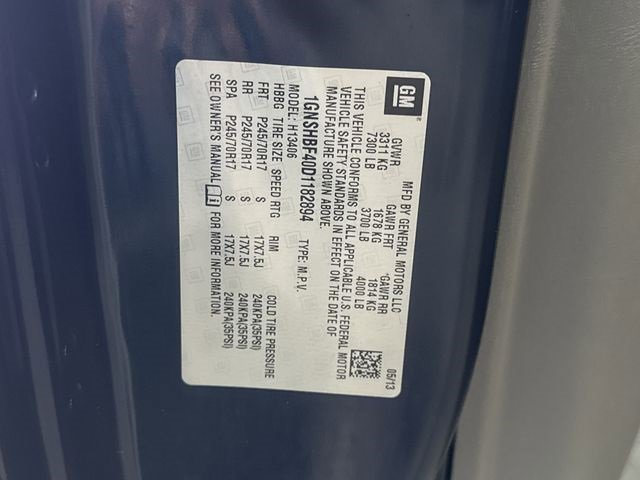 GM
MFD BY GENERAL MOTORS LLC 05/13
GVWR GAWR FRT GAWR RR
3311 KG 1678 KG 1814 KG
7300 LB 3700 LB 4000 LB
THIS VEHICLE CONFORMS TO ALL APPLICABLE U.S. FEDERAL MOTOR
VEHICLE SAFETY STANDARDS IN EFFECT ON THE DATE OF
MANUFACTURE SHOWN ABOVE.
1GNSHBF40D1182894 TYPE: M.P.V.
MODEL: H13406
HBBG TIRE SIZE SPEED RTG RIM COLD TIRE PRESSURE
FRT P245/70R17 S 17X7.5J 240KPA(35PSI)
RR P245/70R17 S 17X7.5J 240KPA(35PSI)
SPA P245/70R17 S 17X7.5J 240KPA(35PSI)
SEE OWNER'S MANUAL FOR MORE INFORMATION.